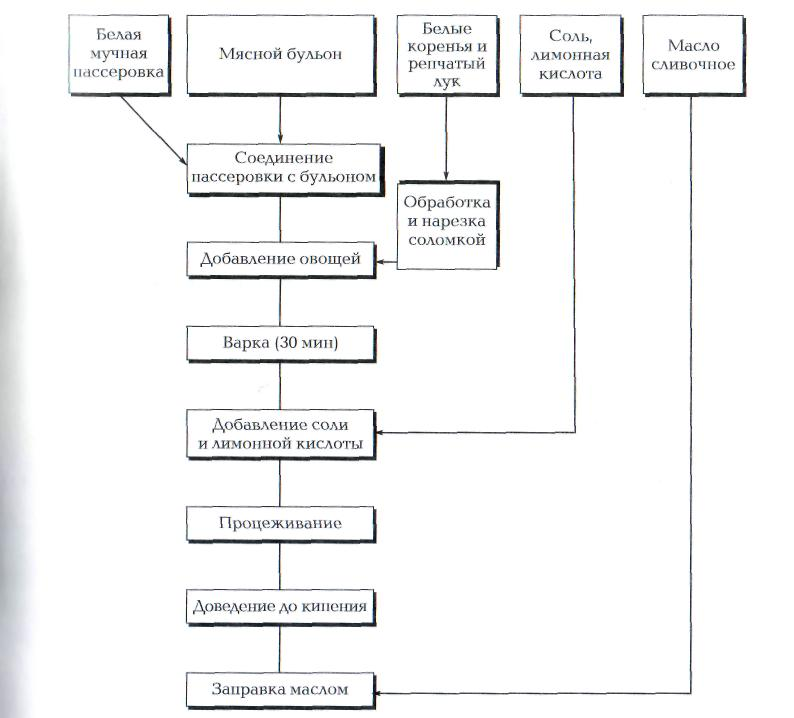 Белая
мучная
пассеровка
Мясной бульон
Белые
коренья и
репчатый
лук
Соль,
лимонная
кислота
Масло
сливочное
Соединение
пассеровки с бульоном
Обработка
и нарезка
соломкой
Добавление овощей
Варка (30 мин)
Добавление соли
и лимонной кислоты
Процеживание
Доведение до кипения
Заправка маслом